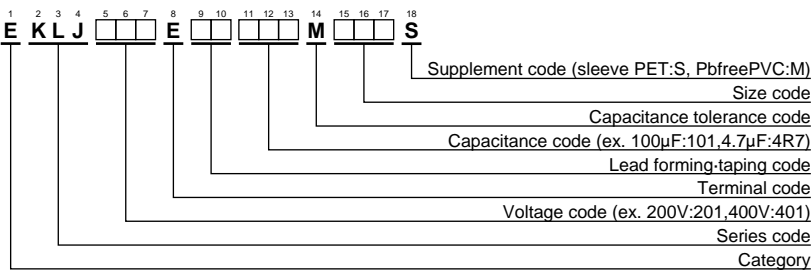 1 2 3 4 5 6 7 8 9 10 11 12 13 14 15 16 17 18
E KLJ □□□ E □□ □□□ M □□□ S
Supplement code (sleeve PET:S, PbfreePVC:M)
Size code
Capacitance tolerance code
Capacitance code (ex. 100μF:101,4.7μF:4R7)
Lead forming·taping code
Terminal code
Voltage code (ex. 200V:201,400V:401)
Series code
Category